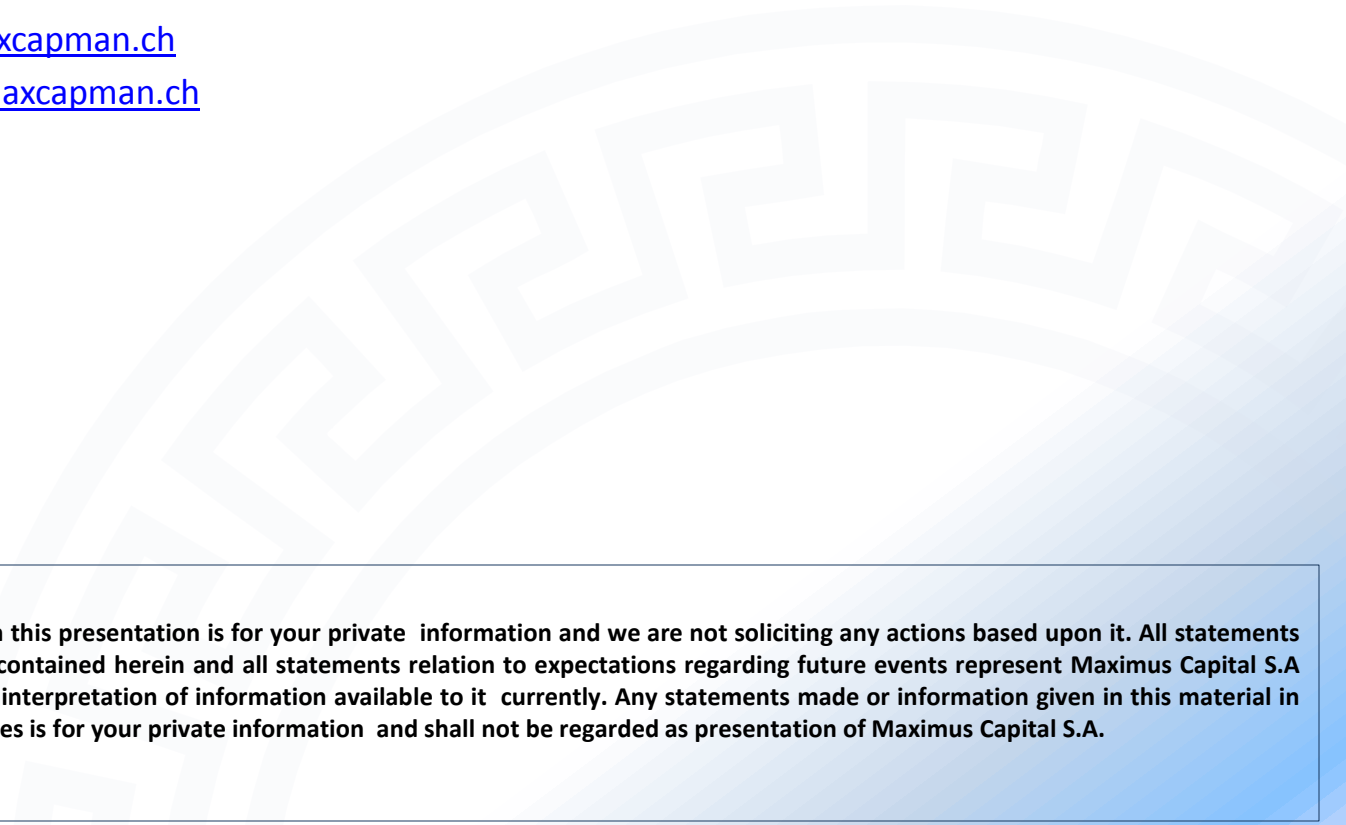 xcapman.ch
axcapman.ch
this presentation is for your private information and we are not soliciting any actions based upon it. All statements
contained herein and all statements relation to expectations regarding future events represent Maximus Capital S.A
interpretation of information available to it currently. Any statements made or information given in this material in
es is for your private information and shall not be regarded as presentation of Maximus Capital S.A.